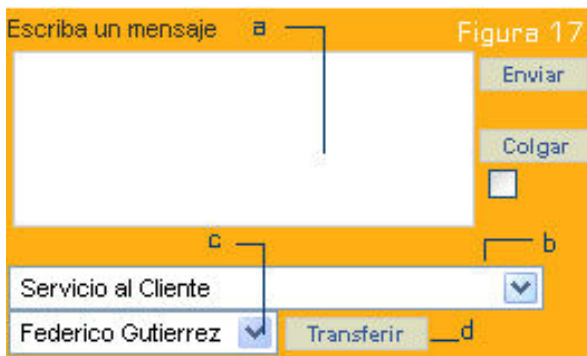 Escriba un mensaje a Figura 17
Enviar
Colgar
c b
Servicio al Cliente
Federico Gutierrez Transferir d